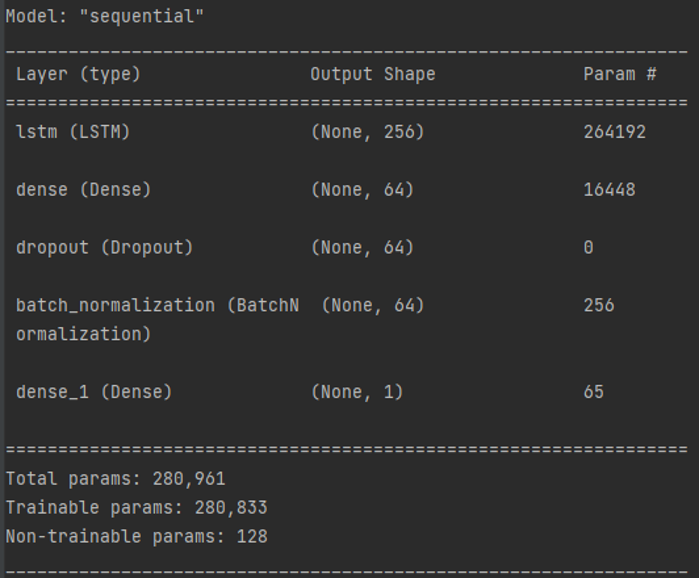 Model: "sequential"
_________________________________________________________________
Layer (type) Output Shape Param #
=================================================================
lstm (LSTM) (None, 256) 264192
dense (Dense) (None, 64) 16448
dropout (Dropout) (None, 64) 0
batch_normalization (BatchN (None, 64) 256
ormalization)
dense_1 (Dense) (None, 1) 65
=================================================================
Total params: 280,961
Trainable params: 280,833
Non-trainable params: 128
_________________________________________________________________